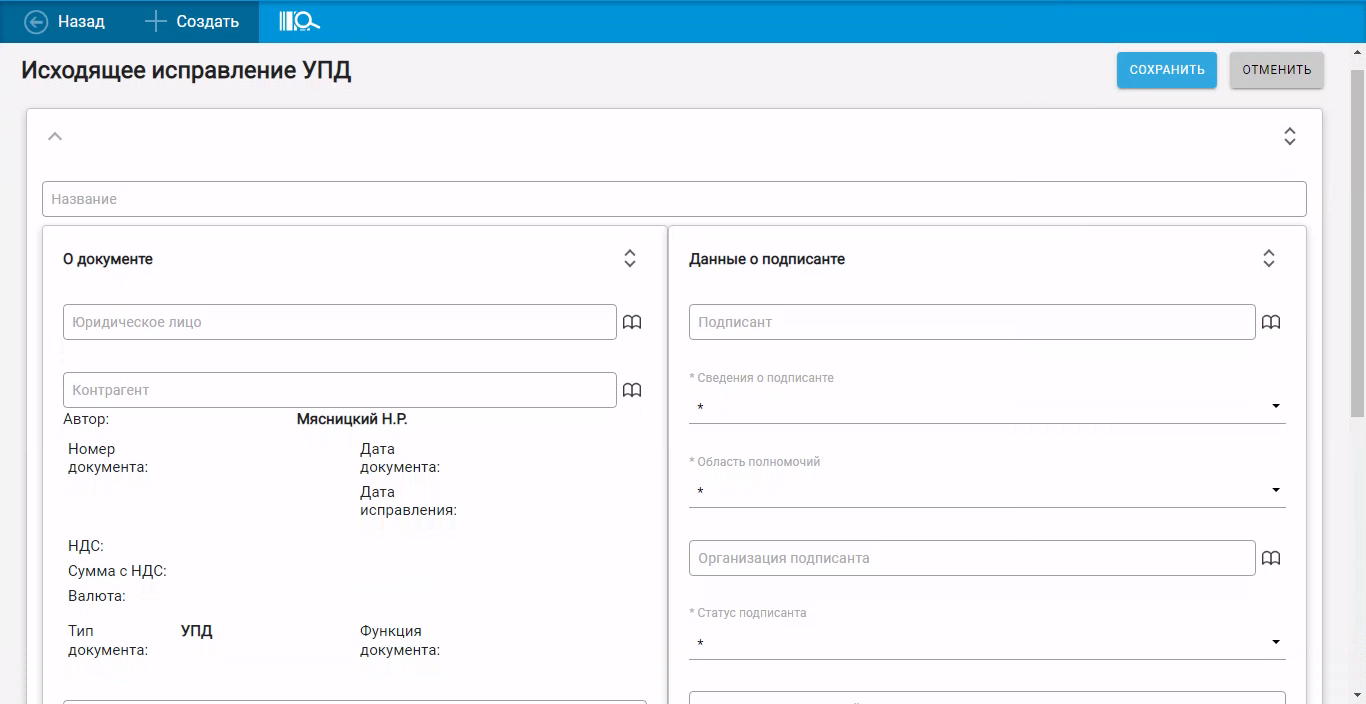 Назад
Создать
Исходящее исправление УПД
СОХРАНИТЬ
ОТМЕНИТЬ
Название
О документе
Юридическое лицо
Контрагент
Автор: Мясницкий Н.Р.
Номер
документа:
Дата
документа:
Дата
исправления:
НДС:
Сумма с НДС:
Валюта:
Тип
документа:
УПД
Функция
документа:
Данные о подписанте
Подписант
* Сведения о подписанте
*
* Область полномочий
*
Организация подписанта
* Статус подписанта
*